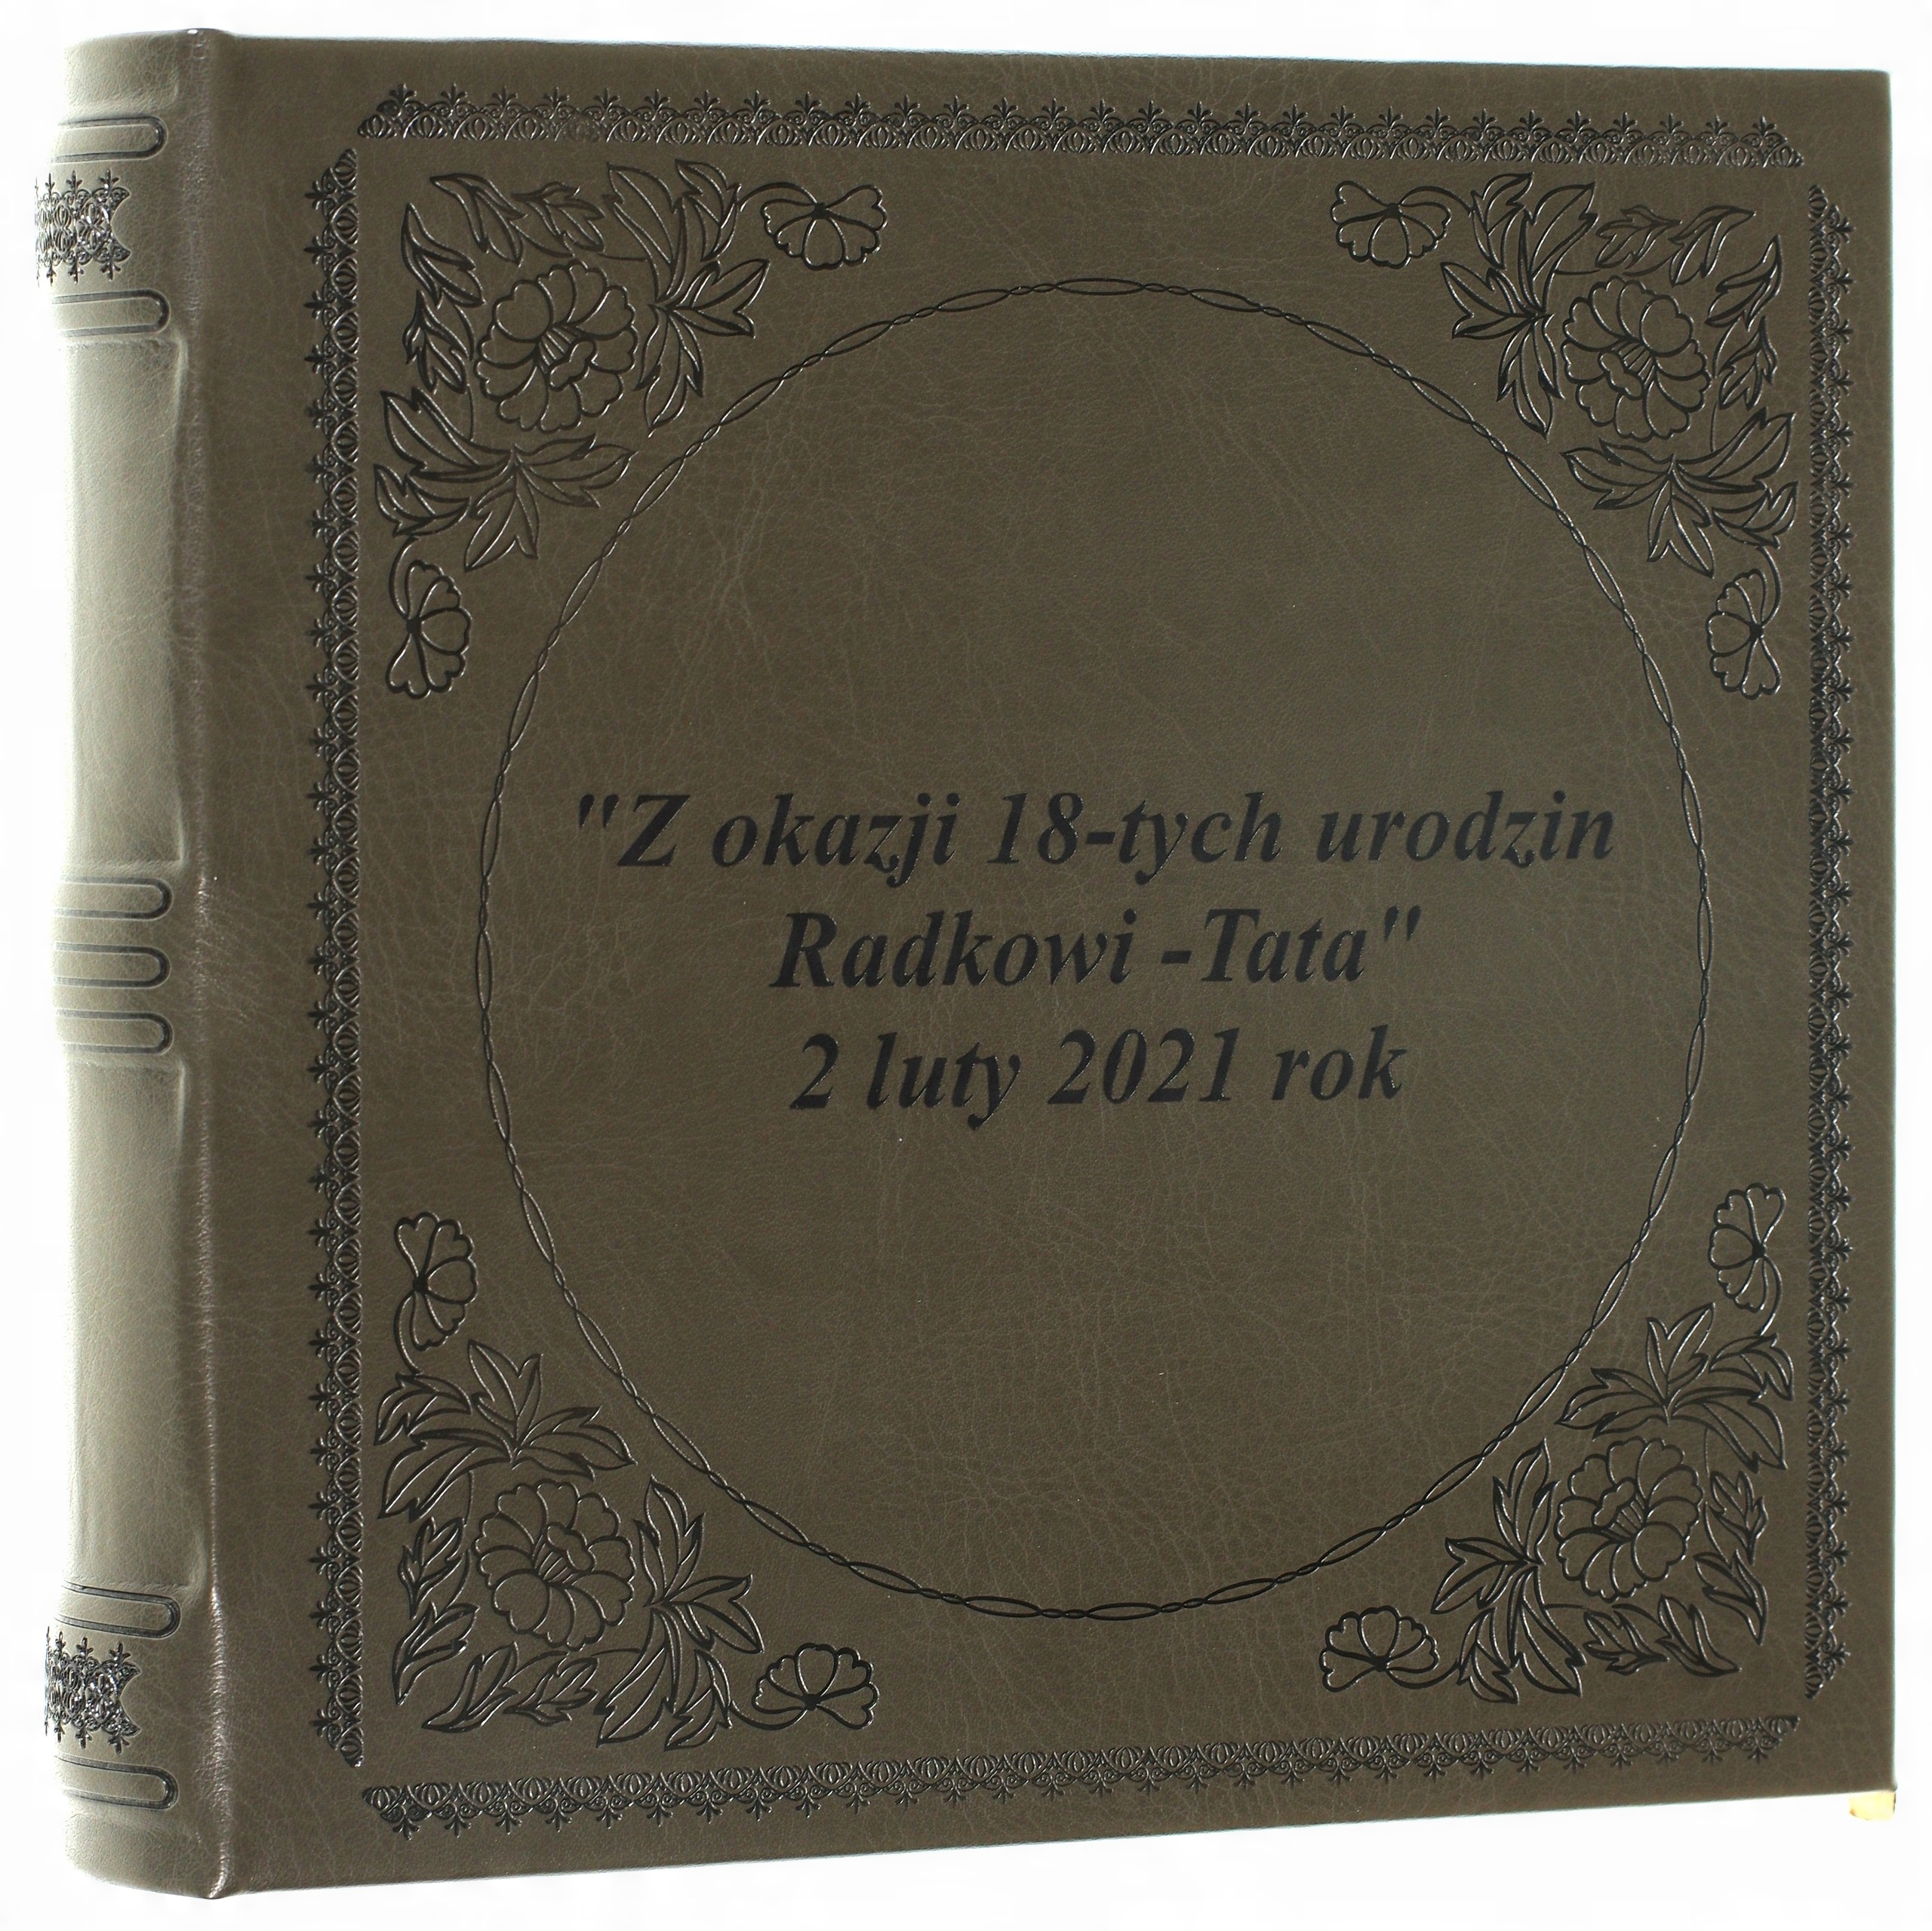 "Z okazji 18-tych urodzin
Radkowi -Tata"
2 luty 2021 rok